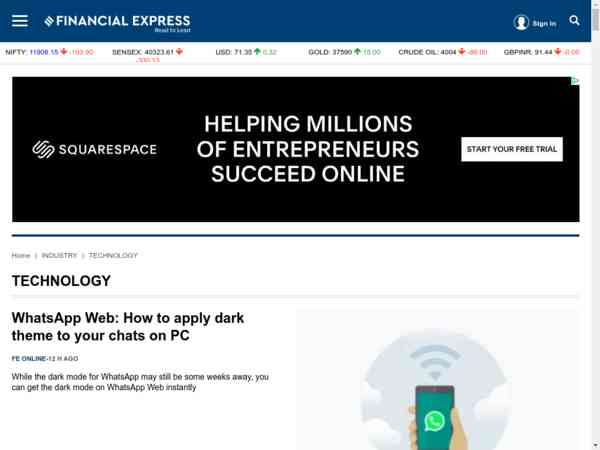 FINANCIAL EXPRESS
Read to Lead
Sign In
NIFTY: 11908.15 -103.90 SENSEX: 40323.61 -330.13 USD: 71.35 0.32 GOLD: 37590 15.00 CRUDE OIL: 4004 -86.00 GBPINR: 91.44 -0.06
SQUARESPACE
HELPING MILLIONS
OF ENTREPRENEURS
SUCCEED ONLINE
START YOUR FREE TRIAL
Home | INDUSTRY | TECHNOLOGY
TECHNOLOGY
WhatsApp Web: How to apply dark
theme to your chats on PC
FE ONLINE-12 H AGO
While the dark mode for WhatsApp may still be some weeks away, you
can get the dark mode on WhatsApp Web instantly